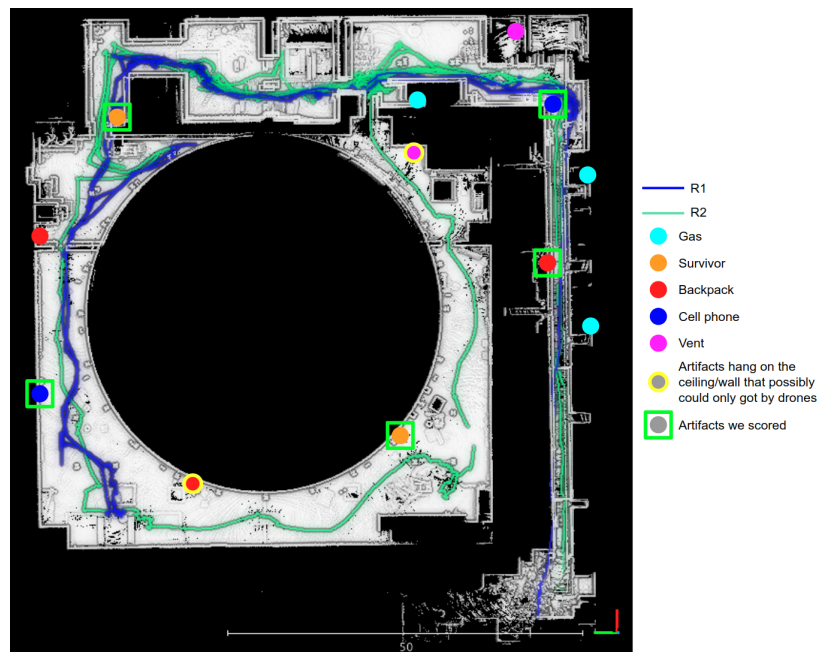 R1
R2
Gas
Survivor
Backpack
Cell phone
Vent
Artifacts hang on the
ceiling/wall that possibly
could only got by drones
Artifacts we scored
50